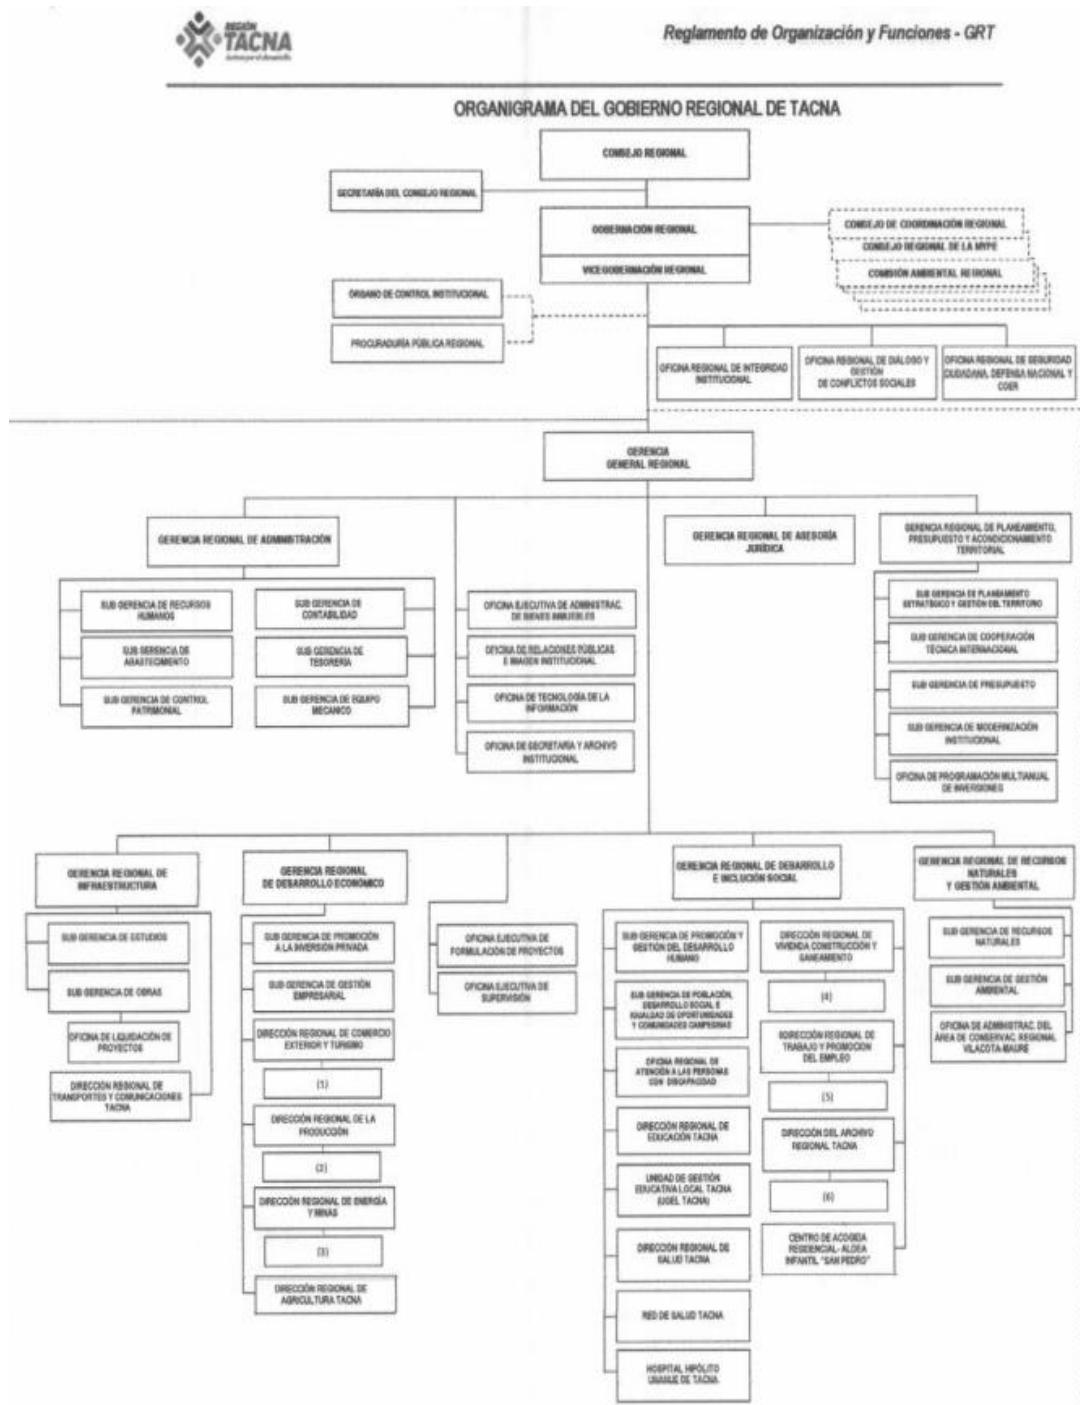 REGIÓN
TACNA
Reglamento de Organización y Funciones - GRT
ORGANIGRAMA DEL GOBIERNO REGIONAL DE TACNA
CONSEJO REGIONAL
SECRETARÍA DEL CONSEJO REGIONAL
GOBERNACIÓN REGIONAL
VICEGOBERNACIÓN REGIONAL
CONSEJO DE COORDINACIÓN REGIONAL
CONSEJO REGIONAL DE LA MYPE
COMISIÓN AMBIENTAL REGIONAL
ÓRGANO DE CONTROL INSTITUCIONAL
PROCURADURÍA PÚBLICA REGIONAL
OFICINA REGIONAL DE INTEGRIDAD
INSTITUCIONAL
OFICINA REGIONAL DE DIÁLOGO Y
GESTIÓN
DE CONFLICTOS SOCIALES
OFICINA REGIONAL DE SEGURIDAD
CIUDADANA, DEFENSA NACIONAL Y
COER
GERENCIA
GENERAL REGIONAL
GERENCIA REGIONAL DE ADMINISTRACIÓN
SUB GERENCIA DE RECURSOS
HUMANOS
SUB GERENCIA DE
ABASTECIMIENTO
SUB GERENCIA DE CONTROL
PATRIMONIAL
SUB GERENCIA DE
CONTABILIDAD
SUB GERENCIA DE
TESORERIA
SUB GERENCIA DE EQUIPO
MECANICO
OFICINA EJECUTIVA DE ADMINISTRAC.
DE BIENES INMUEBLES
OFICINA DE RELACIONES PÚBLICAS
E IMAGEN INSTITUCIONAL
OFICINA DE TECNOLOGÍA DE LA
INFORMACIÓN
OFICINA DE SECRETARÍA Y ARCHIVO
INSTITUCIONAL
GERENCIA REGIONAL DE ASESORÍA
JURÍDICA
GERENCIA REGIONAL DE PLANEAMIENTO,
PRESUPUESTO Y ACONDICIONAMIENTO
TERRITORIAL
SUB GERENCIA DE PLANEAMIENTO
ESTRATÉGICO Y GESTIÓN DEL TERRITORIO
SUB GERENCIA DE COOPERACIÓN
TÉCNICA INTERNACIONAL
SUB GERENCIA DE PRESUPUESTO
SUB GERENCIA DE MODERNIZACIÓN
INSTITUCIONAL
OFICINA DE PROGRAMACIÓN MULTIANUAL
DE INVERSIONES
GERENCIA REGIONAL DE
INFRAESTRUCTURA
SUB GERENCIA DE ESTUDIOS
SUB GERENCIA DE OBRAS
OFICINA DE LIQUIDACIÓN DE
PROYECTOS
DIRECCIÓN REGIONAL DE
TRANSPORTES Y COMUNICACIONES
TACNA
GERENCIA REGIONAL
DE DESARROLLO ECONÓMICO
SUB GERENCIA DE PROMOCIÓN
A LA INVERSIÓN PRIVADA
SUB GERENCIA DE GESTIÓN
EMPRESARIAL
DIRECCIÓN REGIONAL DE COMERCIO
EXTERIOR Y TURISMO
(1)
DIRECCIÓN REGIONAL DE LA
PRODUCCIÓN
(2)
DIRECCIÓN REGIONAL DE ENERGÍA
Y MINAS
(3)
DIRECCIÓN REGIONAL DE
AGRICULTURA TACNA
OFICINA EJECUTIVA DE
FORMULACIÓN DE PROYECTOS
OFICINA EJECUTIVA DE
SUPERVISIÓN
GERENCIA REGIONAL DE DESARROLLO
E INCLUCIÓN SOCIAL
SUB GERENCIA DE PROMOCIÓN Y
GESTIÓN DEL DESARROLLO
HUMANO
SUB GERENCIA DE POBLACIÓN,
DESARROLLO SOCIAL E
IGUALDAD DE OPORTUNIDADES
Y COMUNIDADES CAMPESINAS
OFICINA REGIONAL DE
ATENCIÓN A LAS PERSONAS
CON DISCAPACIDAD
DIRECCIÓN REGIONAL DE
EDUCACIÓN TACNA
UNIDAD DE GESTIÓN
EDUCATIVA LOCAL TACNA
(UGEL TACNA)
DIRECCIÓN REGIONAL DE
SALUD TACNA
RED DE SALUD TACNA
HOSPITAL HIPÓLITO
UNANUE DE TACNA
DIRECCIÓN REGIONAL DE
VIVIENDA CONSTRUCCIÓN Y
SANEAMIENTO
(4)
DIRECCIÓN REGIONAL DE
TRABAJO Y PROMOCION
DEL EMPLEO
(5)
DIRECCIÓN DEL ARCHIVO
REGIONAL TACNA
(6)
CENTRO DE ACOGIDA
RESIDENCIAL- ALDEA
INFANTIL "SAN PEDRO"
GERENCIA REGIONAL DE RECURSOS
NATURALES
Y GESTIÓN AMBIENTAL
SUB GERENCIA DE RECURSOS
NATURALES
SUB GERENCIA DE GESTIÓN
AMBIENTAL
OFICINA DE ADMINISTRAC. DEL
ÁREA DE CONSERVAC. REGIONAL
VILACOTA-MAURE